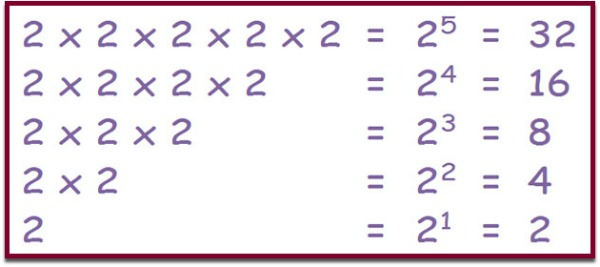 2 × 2 × 2 × 2 × 2 = 2⁵ = 32
2 × 2 × 2 × 2 = 2⁴ = 16
2 × 2 × 2 = 2³ = 8
2 × 2 = 2² = 4
2 = 2¹ = 2